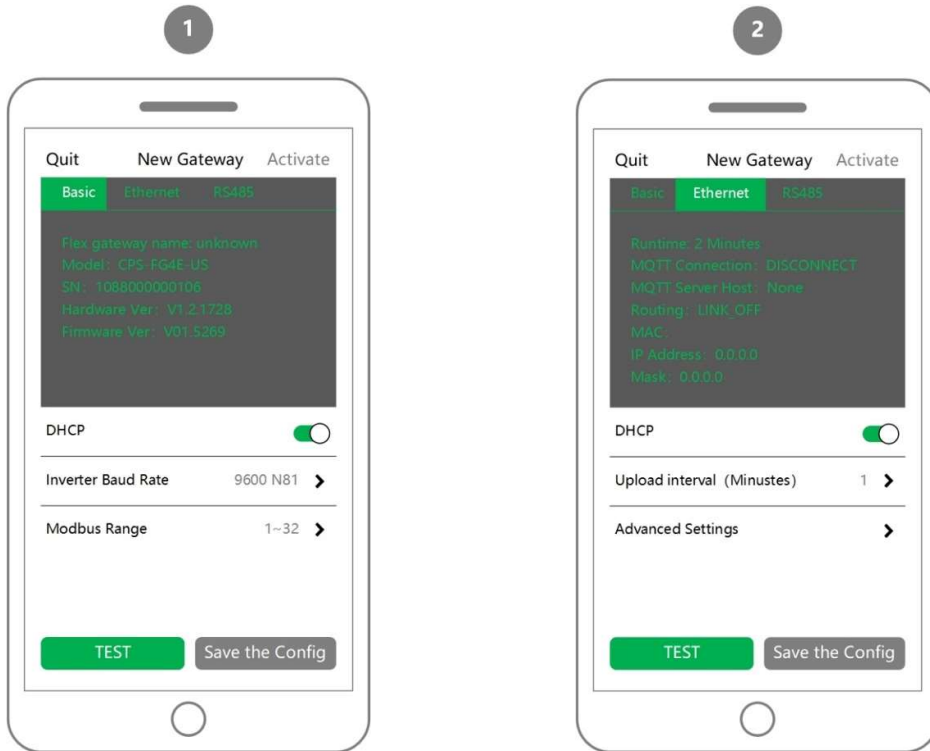 1
Quit New Gateway Activate
Basic Ethernet RS485
Flex gateway name: unknown
Model: CPS-FG4E-US
SN: 1088000000106
Hardware Ver: V1.2.1728
Firmware Ver: V01.5269
DHCP
Inverter Baud Rate 9600 N81
Modbus Range 1~32
TEST Save the Config
2
Quit New Gateway Activate
Basic Ethernet RS485
Runtime: 2 Minutes
MQTT Connection: DISCONNECT
MQTT Server Host: None
Routing: LINK_OFF
MAC:
IP Address: 0.0.0.0
Mask: 0.0.0.0
DHCP
Upload interval (Minustes) 1
Advanced Settings
TEST Save the Config